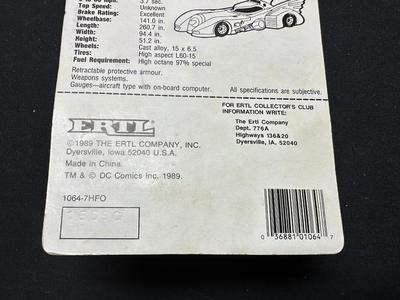 3.7 sec.
Top Speed: Unknown
Brake Rating: Excellent
Wheelbase: 141.0 in.
Length: 260.7 in.
Width: 94.4 in.
Height: 51.2 in.
Wheels: Cast alloy, 15 x 6.5
Tires: High aspect L60-15
Fuel Requirement: High octane 97% special
Retractable protective armour.
Weapons systems.
Gauges—aircraft type with on-board computer.
All specifications are subjective.
ERTL
©1989 THE ERTL COMPANY, INC.
Dyersville, Iowa 52040 U.S.A.
Made in China
TM & © DC Comics Inc. 1989.
1064-7HFO
FOR ERTL COLLECTOR'S CLUB
INFORMATION WRITE:
The Ertl Company
Dept. 776A
Highways 136&20
Dyersville, IA. 52040
0 36881 01064 7